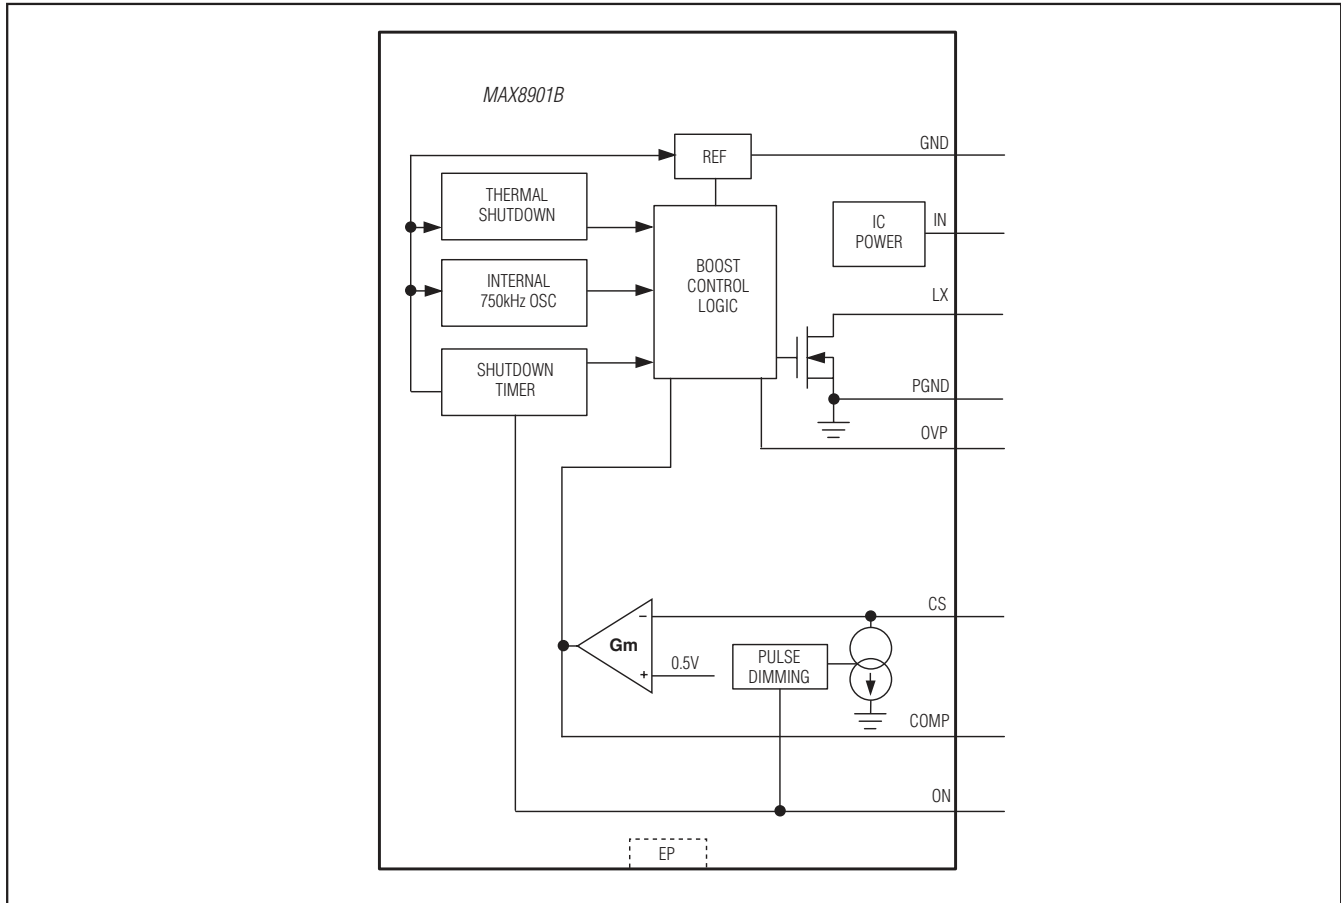 MAX8901B
GND
REF
THERMAL
SHUTDOWN
IC
POWER
IN
INTERNAL
750kHz OSC
BOOST
CONTROL
LOGIC
LX
SHUTDOWN
TIMER
PGND
OVP
CS
−
Gm
+
0.5V
PULSE
DIMMING
COMP
ON
EP